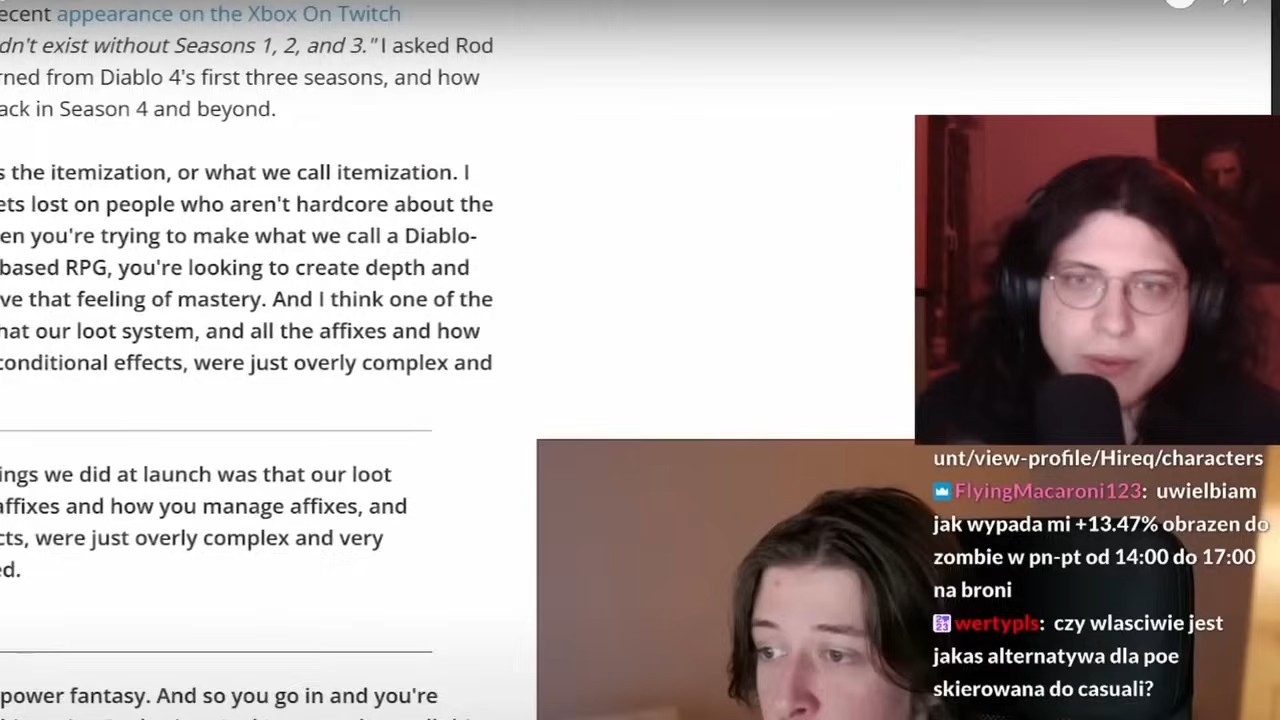 ecent appearance on the Xbox On Twitch
dn't exist without Seasons 1, 2, and 3." I asked Rod
rned from Diablo 4's first three seasons, and how
ack in Season 4 and beyond.
s the itemization, or what we call itemization. I
ets lost on people who aren't hardcore about the
en you're trying to make what we call a Diablo-
based RPG, you're looking to create depth and
ve that feeling of mastery. And I think one of the
hat our loot system, and all the affixes and how
conditional effects, were just overly complex and
ings we did at launch was that our loot
affixes and how you manage affixes, and
cts, were just overly complex and very
ed.
power fantasy. And so you go in and you're
unt/view-profile/Hireq/characters
FlyingMacaroni123: uwielbiam
jak wypada mi +13.47% obrazen do
zombie w pn-pt od 14:00 do 17:00
na broni
wertypls: czy wlasciwie jest
jakas alternatywa dla poe
skierowana do casuali?